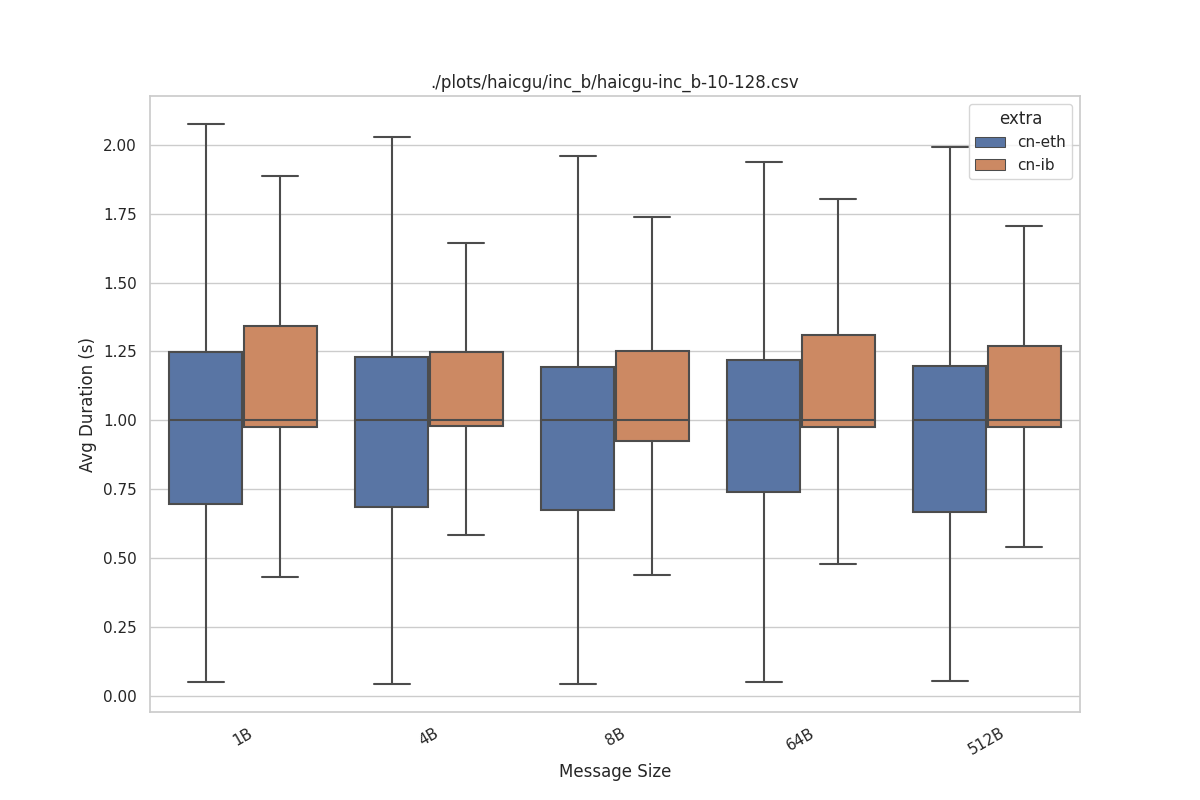 ./plots/haicgu/inc_b/haicgu-inc_b-10-128.csv
extra
cn-eth
cn-ib
Avg Duration (s)
2.00
1.75
1.50
1.25
1.00
0.75
0.50
0.25
0.00
1B
4B
8B
64B
512B
Message Size